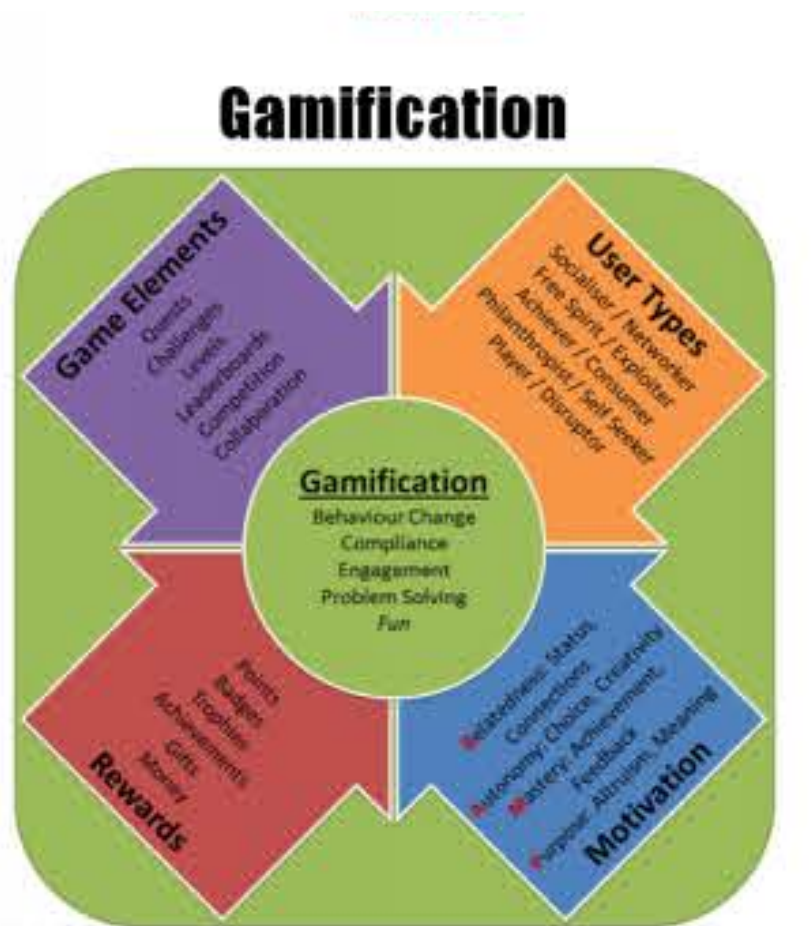 Gamification
Game Elements
Quests
Challenges
Levels
Leaderboards
Competition
Collaboration
User Types
Socialiser / Networker
Free Spirit / Exploiter
Achiever / Consumer
Philanthropist / Self Seeker
Player / Disruptor
Gamification
Behaviour Change
Compliance
Engagement
Problem Solving
Fun
Points
Badges
Trophies
Achievements
Gifts
Money
Rewards
Relatedness: Status,
Connections
Autonomy: Choice, Creativity
Mastery: Achievement,
Feedback
Purpose: Altruism, Meaning
Motivation